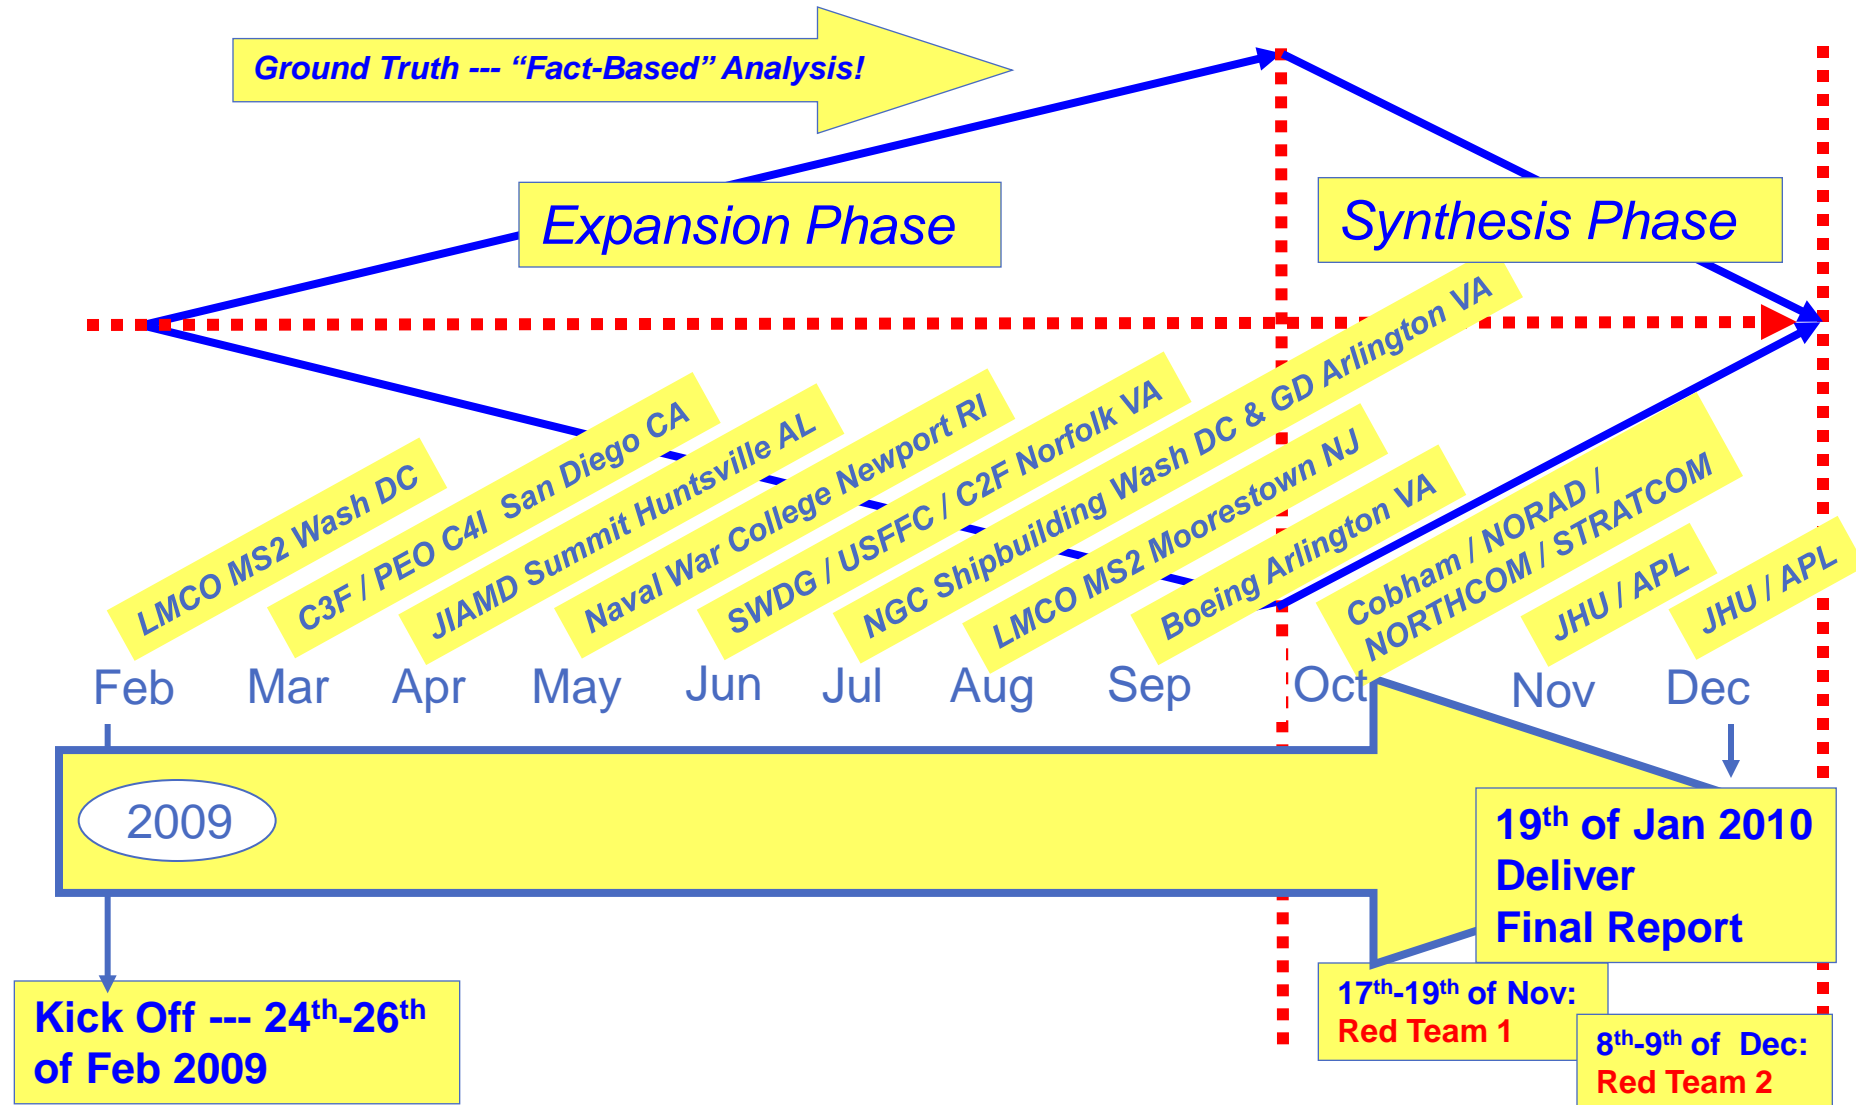 Ground Truth --- “Fact-Based” Analysis!
Expansion Phase
Synthesis Phase
LMCO MS2 Wash DC
C3F / PEO C4I  San Diego CA
JIAMD Summit Huntsville AL
Naval War College Newport RI
SWDG / USFFC / C2F Norfolk VA
NGC Shipbuilding Wash DC & GD Arlington VA
LMCO MS2 Moorestown NJ
Boeing Arlington VA
Cobham / NORAD /
NORTHCOM / STRATCOM
JHU / APL
JHU / APL
Feb Mar Apr May Jun Jul Aug Sep Oct Nov Dec
2009
19th of Jan 2010
Deliver
Final Report
Kick Off --- 24th-26th
of Feb 2009
17th-19th of Nov:
Red Team 1
8th-9th of  Dec:
Red Team 2